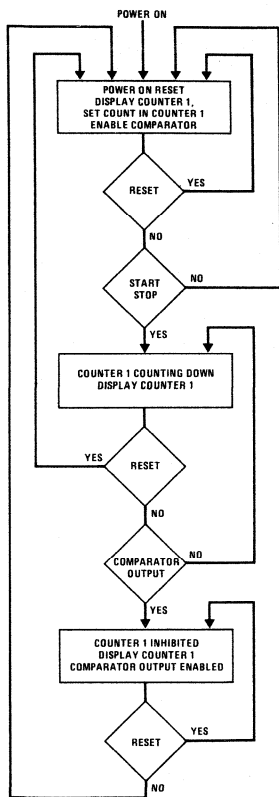 POWER ON
POWER ON RESET
DISPLAY COUNTER 1,
SET COUNT IN COUNTER 1
ENABLE COMPARATOR
RESET
YES
NO
START
STOP
NO
YES
COUNTER 1 COUNTING DOWN
DISPLAY COUNTER 1
YES
RESET
NO
COMPARATOR
OUTPUT
NO
YES
COUNTER 1 INHIBITED
DISPLAY COUNTER 1
COMPARATOR OUTPUT ENABLED
RESET
YES
NO